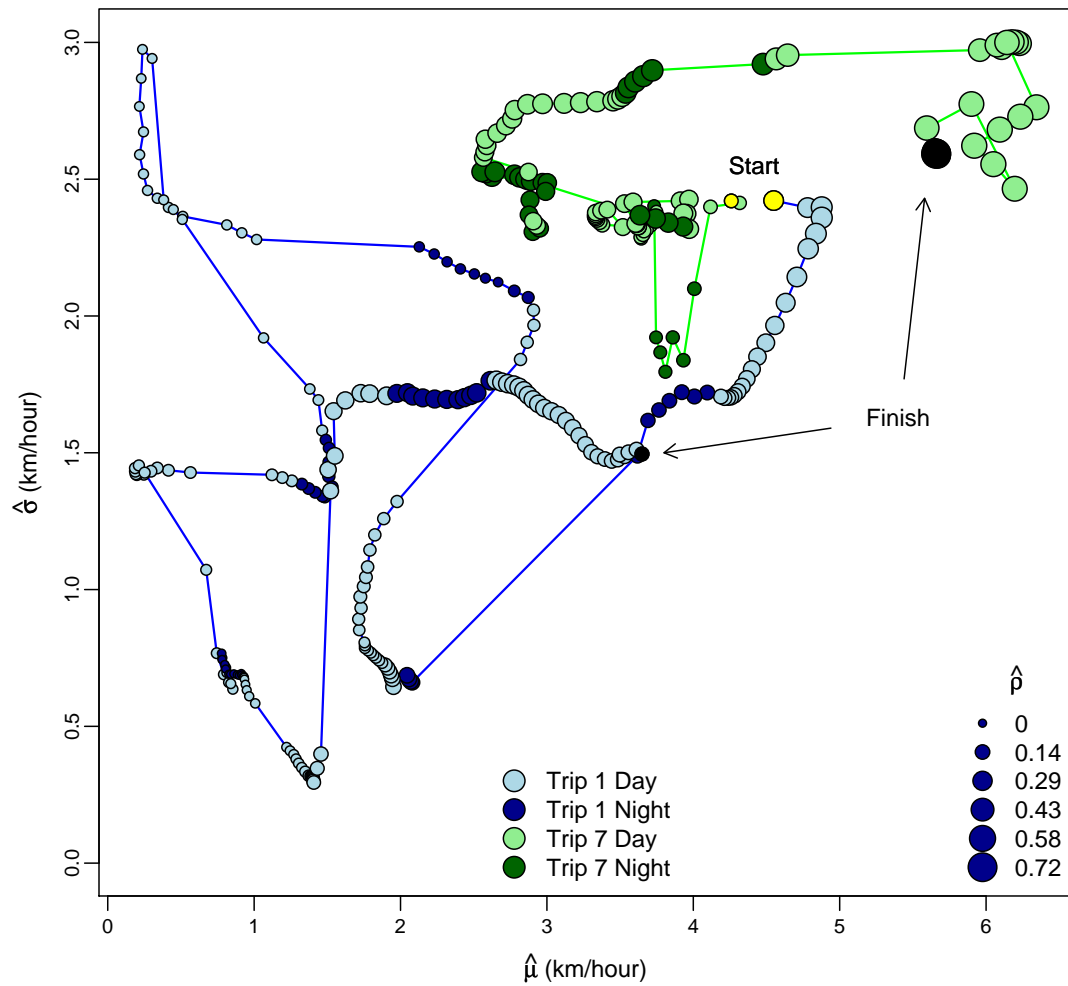 3.0
2.5
2.0
1.5
1.0
0.5
0.0
σ̂ (km/hour)
Start
Finish
Trip 1 Day
Trip 1 Night
Trip 7 Day
Trip 7 Night
ρ̂
0
0.14
0.29
0.43
0.58
0.72
0 1 2 3 4 5 6
μ̂ (km/hour)